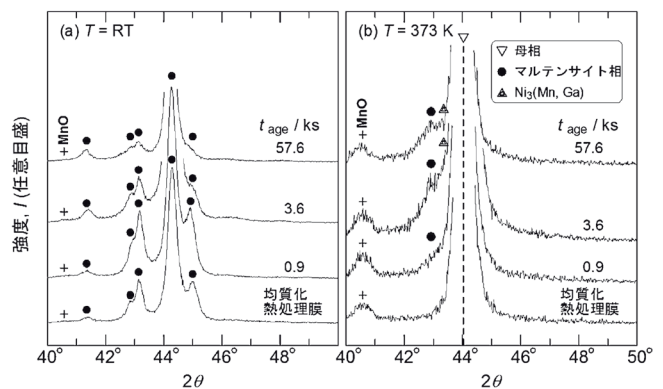 (a) T = RT
+MnO
t age / ks
57.6
3.6
0.9
均質化
熱処理膜
+
+
+
40° 42° 44° 46° 48°
2θ
強度, I (任意目盛)
(b) T = 373 K
▽ 母相
● マルテンサイト相
Ni3(Mn, Ga)
+MnO
t age / ks
57.6
3.6
0.9
均質化
熱処理膜
+
+
+
40° 42° 44° 46° 48° 50°
2θ